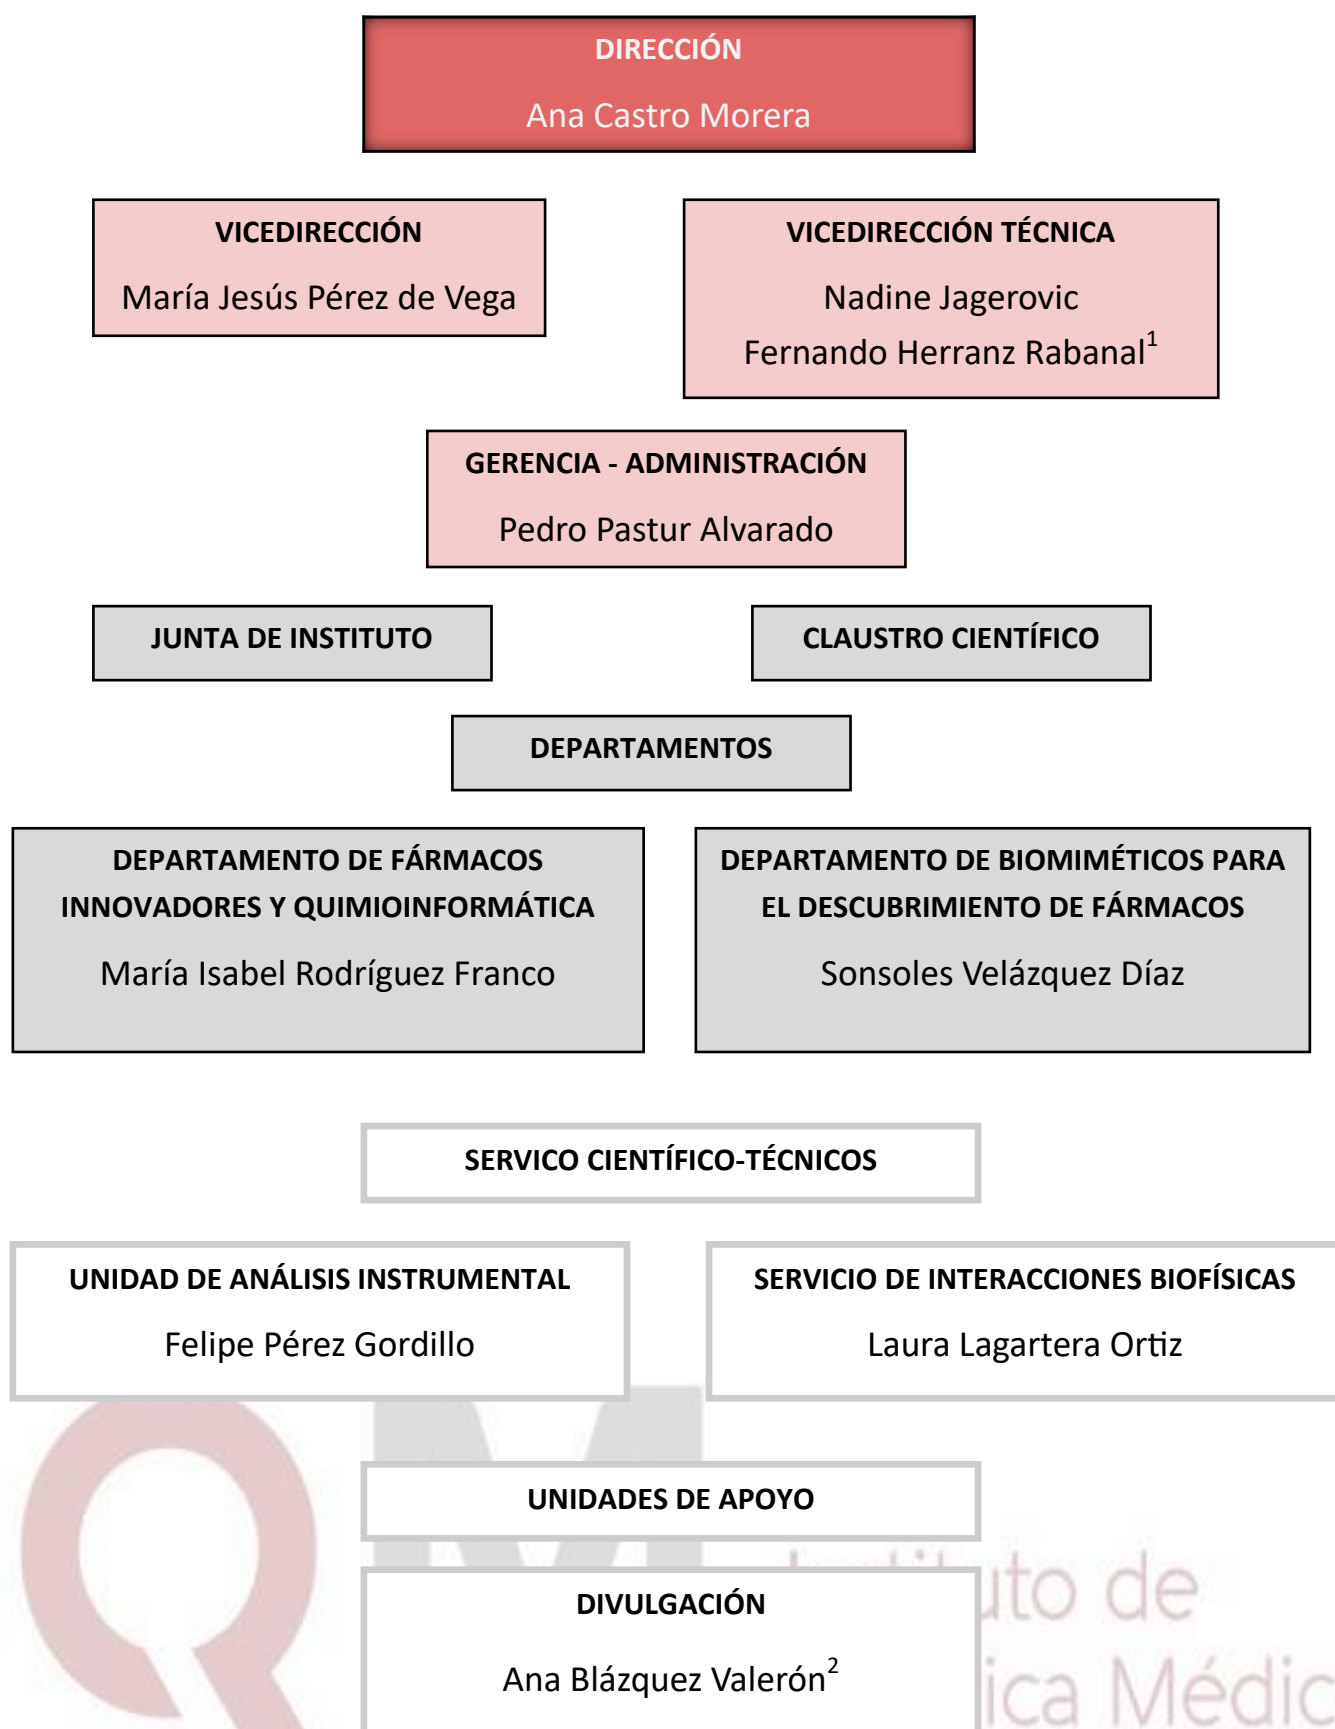 DIRECCIÓN
Ana Castro Morera
VICEDIRECCIÓN
María Jesús Pérez de Vega
VICEDIRECCIÓN TÉCNICA
Nadine Jagerovic
Fernando Herranz Rabanal¹
GERENCIA - ADMINISTRACIÓN
Pedro Pastur Alvarado
JUNTA DE INSTITUTO
CLAUSTRO CIENTÍFICO
DEPARTAMENTOS
DEPARTAMENTO DE FÁRMACOS
INNOVADORES Y QUIMIOINFORMÁTICA
María Isabel Rodríguez Franco
DEPARTAMENTO DE BIOMIMÉTICOS PARA
EL DESCUBRIMIENTO DE FÁRMACOS
Sonsoles Velázquez Díaz
SERVICO CIENTÍFICO-TÉCNICOS
UNIDAD DE ANÁLISIS INSTRUMENTAL
Felipe Pérez Gordillo
SERVICIO DE INTERACCIONES BIOFÍSICAS
Laura Lagartera Ortiz
UNIDADES DE APOYO
DIVULGACIÓN
Ana Blázquez Valerón²
de